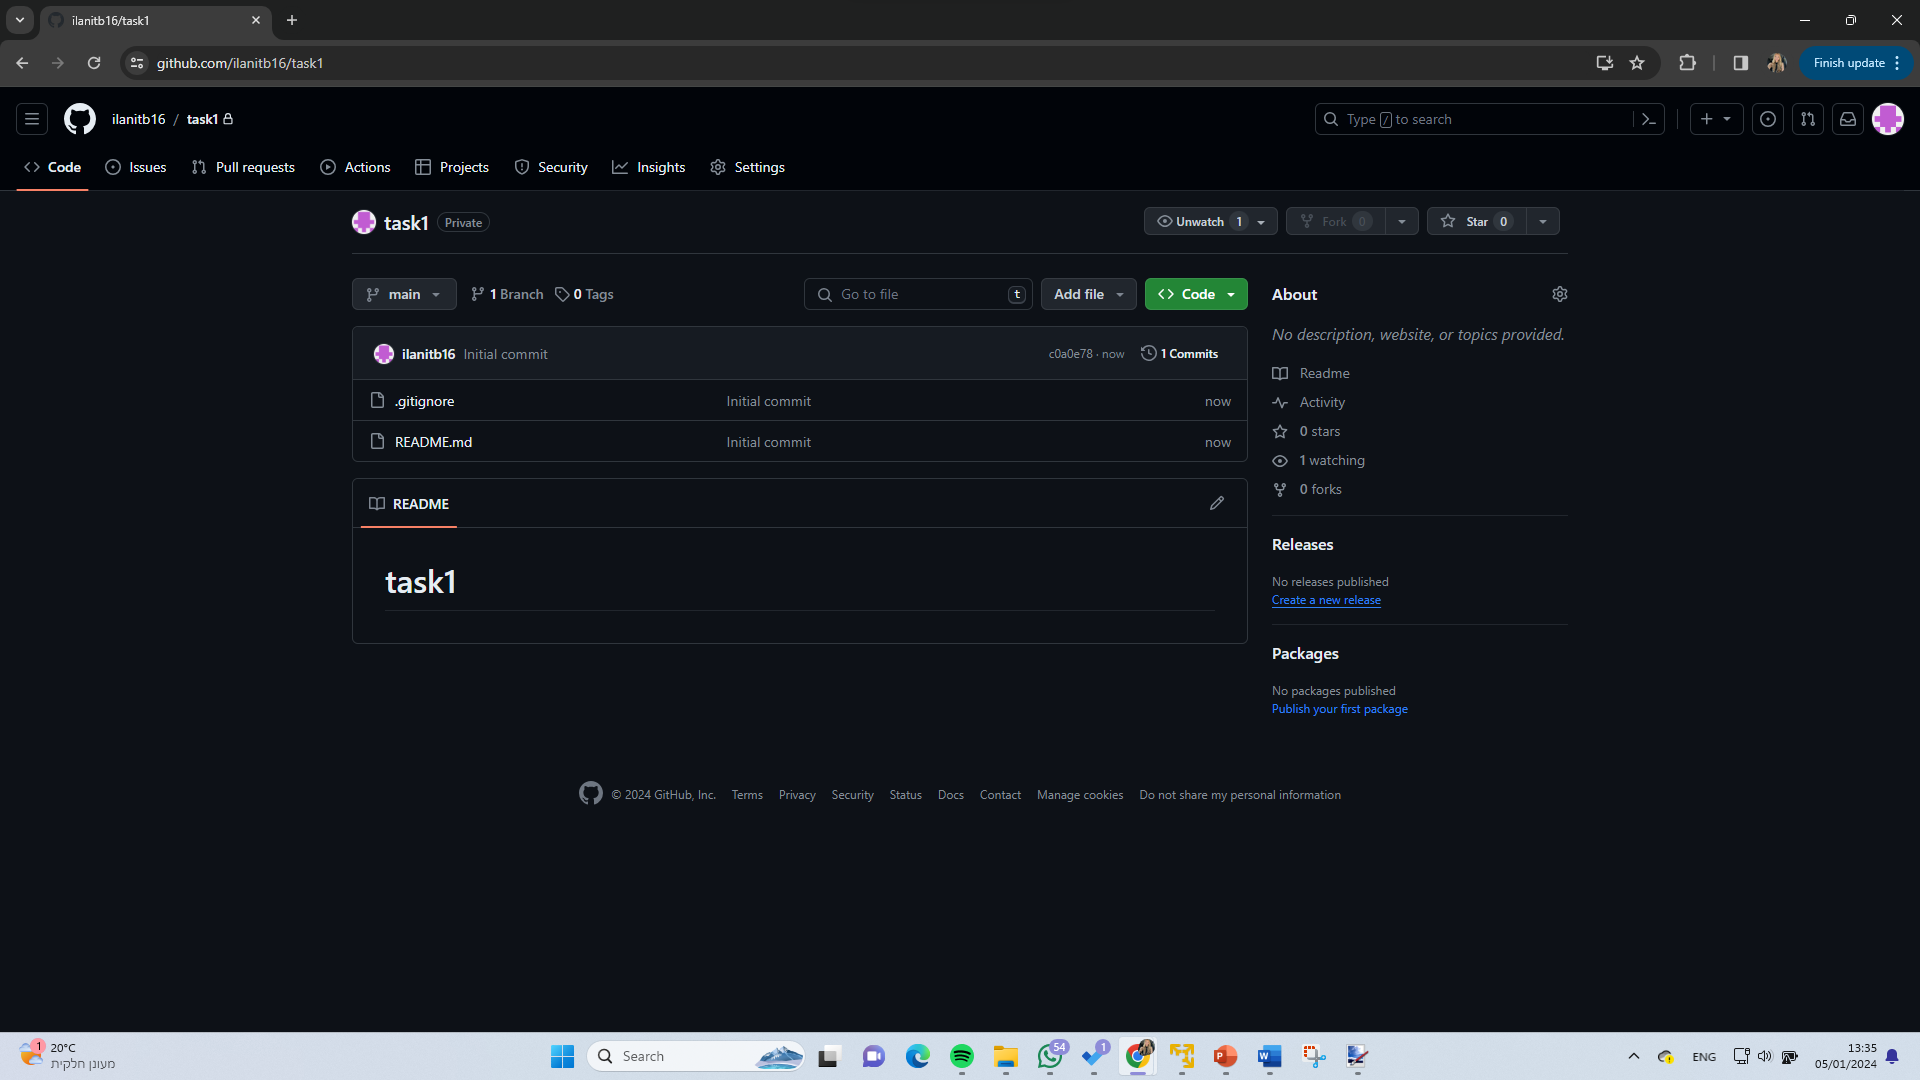 ilanitb16/task1
github.com/ilanitb16/task1
Finish update
ilanitb16 / task1
Type / to search
Code Issues Pull requests Actions Projects Security Insights Settings
task1 Private
Unwatch 1 Fork 0 Star 0
main 1 Branch 0 Tags
Go to file t Add file Code
ilanitb16 Initial commit c0a0e78 · now 1 Commits
.gitignore Initial commit now
README.md Initial commit now
README
task1
About
No description, website, or topics provided.
Readme
Activity
0 stars
1 watching
0 forks
Releases
No releases published
Create a new release
Packages
No packages published
Publish your first package
© 2024 GitHub, Inc. Terms Privacy Security Status Docs Contact Manage cookies Do not share my personal information
1
20°C
מעונן חלקית
Search
54
1
ENG
13:35
05/01/2024